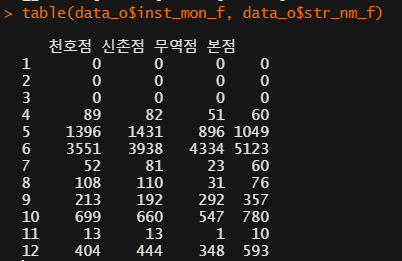 > table(data_o$inst_mon_f, data_o$str_nm_f)
천호점 신촌점 무역점 본점
1 0 0 0 0
2 0 0 0 0
3 0 0 0 0
4 89 82 51 60
5 1396 1431 896 1049
6 3551 3938 4334 5123
7 52 81 23 60
8 108 110 31 76
9 213 192 292 357
10 699 660 547 780
11 13 13 1 10
12 404 444 348 593